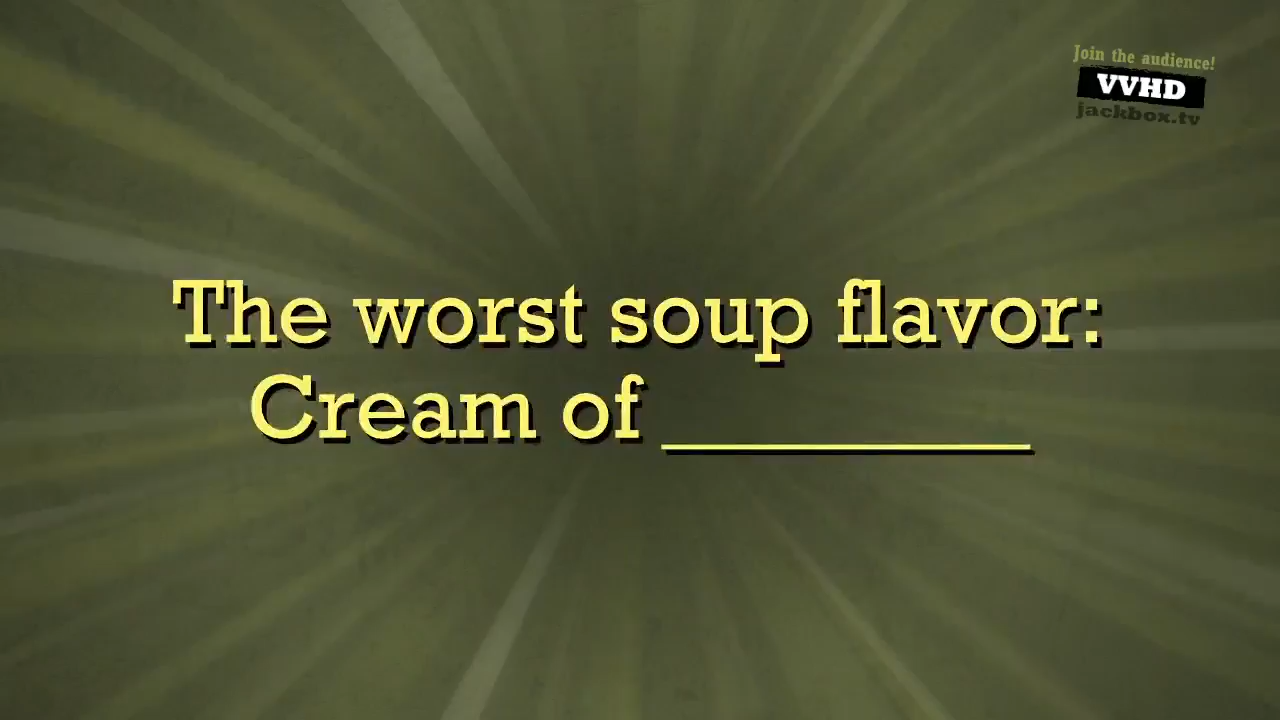 Join the audience!
VVHD
jackbox.tv
The worst soup flavor:
Cream of ________